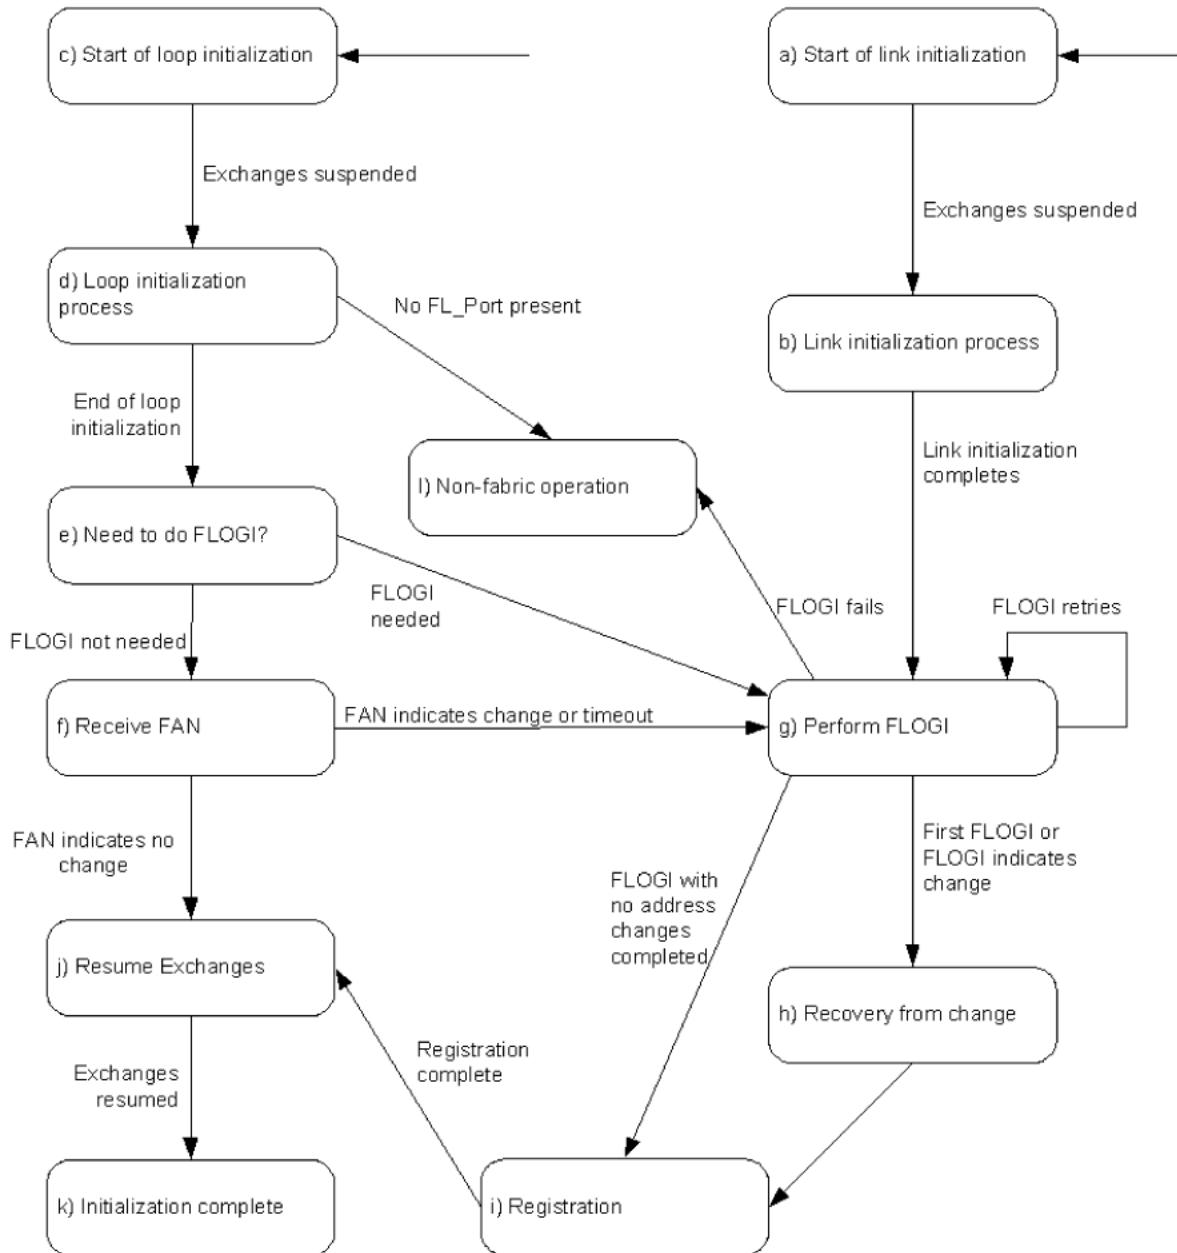 c) Start of loop initialization
a) Start of link initialization
Exchanges suspended
Exchanges suspended
d) Loop initialization
process
No FL_Port present
b) Link initialization process
End of loop
initialization
Link initialization
completes
l) Non-fabric operation
e) Need to do FLOGI?
FLOGI
needed
FLOGI fails
FLOGI retries
FLOGI not needed
f) Receive FAN
FAN indicates change or timeout
g) Perform FLOGI
FAN indicates no
change
First FLOGI or
FLOGI indicates
change
FLOGI with
no address
changes
completed
j) Resume Exchanges
h) Recovery from change
Registration
complete
Exchanges
resumed
k) Initialization complete
i) Registration